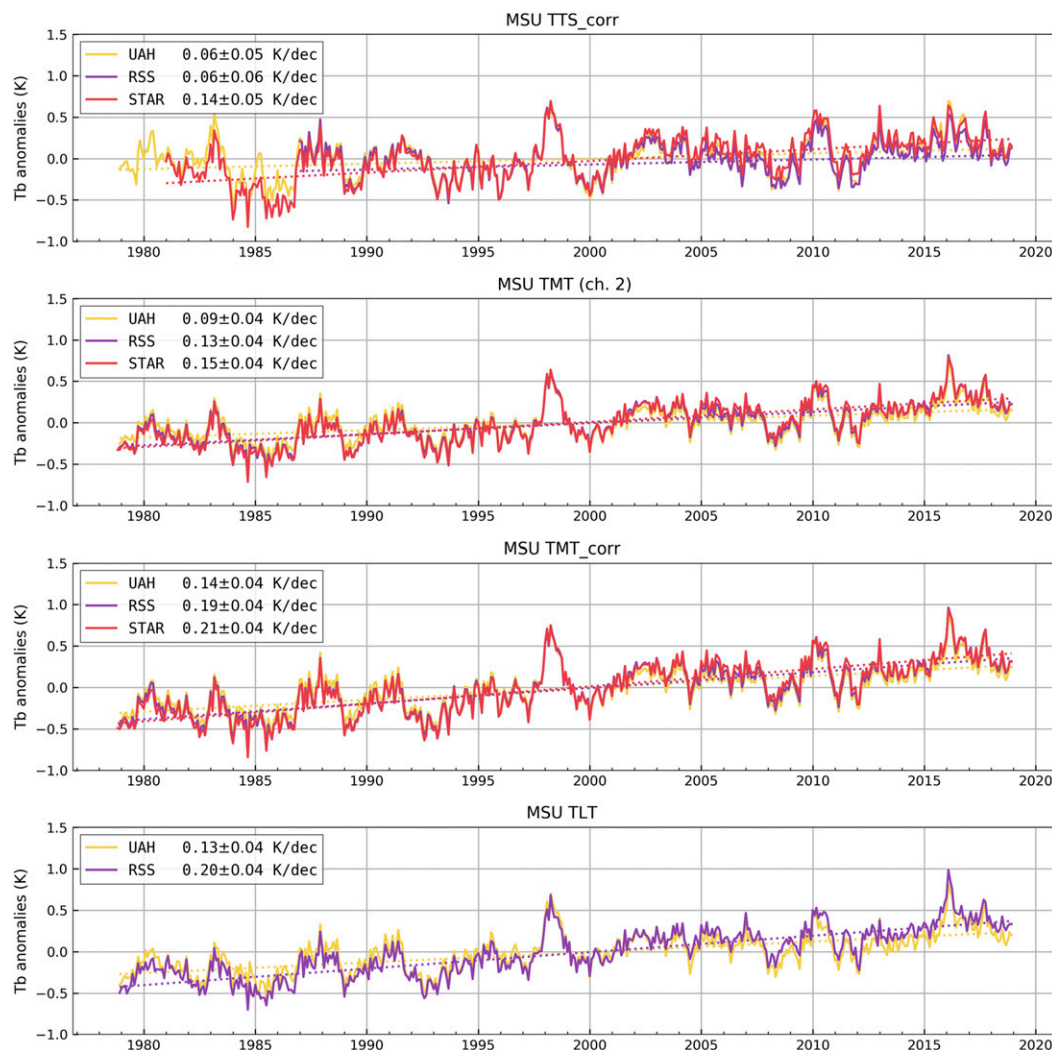 MSU TTS_corr
1.5
UAH 0.06±0.05 K/dec
1.0
RSS 0.06±0.06 K/dec
STAR 0.14±0.05 K/dec
0.5
0.0
−0.5
−1.0
Tb anomalies (K)
1980 1985 1990 1995 2000 2005 2010 2015 2020
MSU TMT (ch. 2)
1.5
UAH 0.09±0.04 K/dec
1.0
RSS 0.13±0.04 K/dec
STAR 0.15±0.04 K/dec
0.5
0.0
−0.5
−1.0
Tb anomalies (K)
1980 1985 1990 1995 2000 2005 2010 2015 2020
MSU TMT_corr
1.5
UAH 0.14±0.04 K/dec
1.0
RSS 0.19±0.04 K/dec
STAR 0.21±0.04 K/dec
0.5
0.0
−0.5
−1.0
Tb anomalies (K)
1980 1985 1990 1995 2000 2005 2010 2015 2020
MSU TLT
1.5
UAH 0.13±0.04 K/dec
1.0
RSS 0.20±0.04 K/dec
0.5
0.0
−0.5
−1.0
Tb anomalies (K)
1980 1985 1990 1995 2000 2005 2010 2015 2020